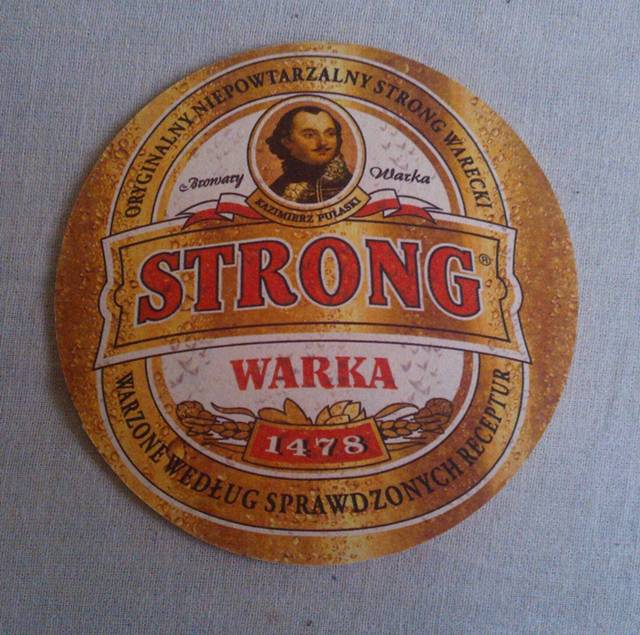 ORYGINALNY NIEPOWTARZALNY STRONG WARECKI
Browary Warka
KAZIMIERZ PUŁASKI
STRONG®
WARKA
1478
WARZONE WEDŁUG SPRAWDZONYCH RECEPTUR